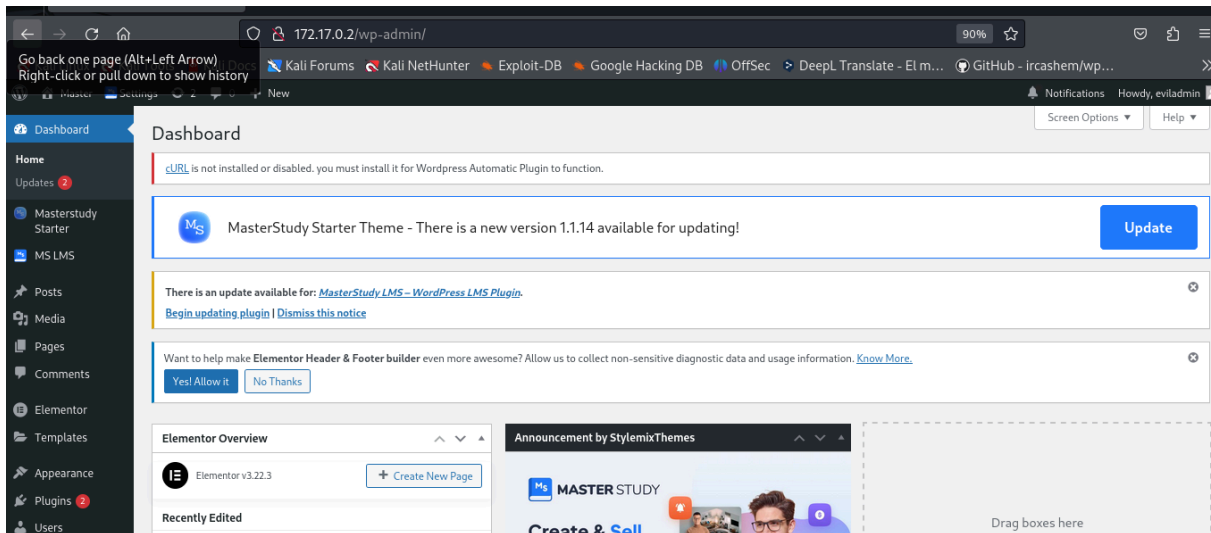 172.17.0.2/wp-admin/
90%
Go back one page (Alt+Left Arrow)
Right-click or pull down to show history
Docs Kali Forums Kali NetHunter Exploit-DB Google Hacking DB OffSec DeepL Translate - El m... GitHub - ircashem/wp...
Master Settings 2 0 + New Notifications Howdy, eviladmin
Screen Options ▼ Help ▼
Dashboard
Home
Updates 2
Masterstudy
Starter
MS LMS
Posts
Media
Pages
Comments
Elementor
Templates
Appearance
Plugins 2
Users
Dashboard
cURL is not installed or disabled. you must install it for Wordpress Automatic Plugin to function.
MS MasterStudy Starter Theme - There is a new version 1.1.14 available for updating!
Update
There is an update available for: MasterStudy LMS – WordPress LMS Plugin.
Begin updating plugin | Dismiss this notice
Want to help make Elementor Header & Footer builder even more awesome? Allow us to collect non-sensitive diagnostic data and usage information. Know More.
Yes! Allow it No Thanks
Elementor Overview
Elementor v3.22.3 + Create New Page
Recently Edited
Announcement by StylemixThemes
MS MASTERSTUDY
Create & Sell
Drag boxes here